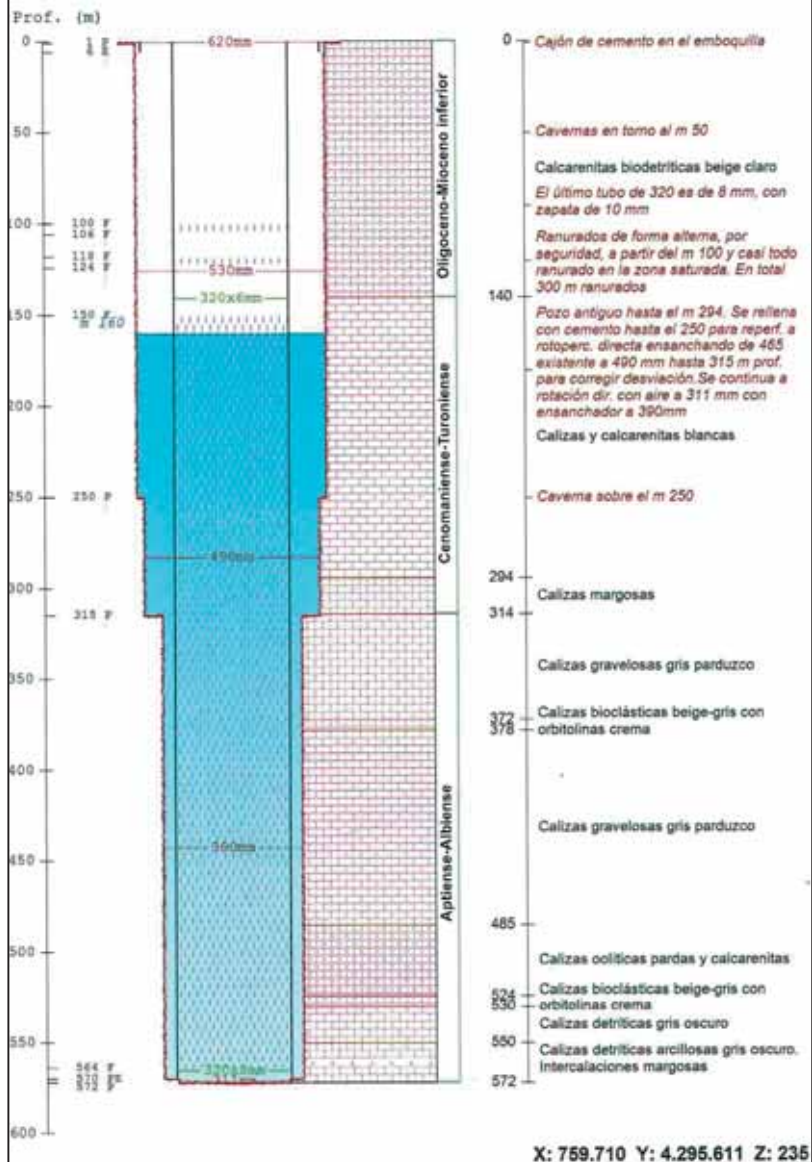 Prof. (m)
0
50
100
150
200
250
300
350
400
450
500
550
600
100 F
106 F
118 F
124 F
150 F
m 160
250 F
315 F
564 F
620mm
530mm
320x6mm
490mm
320x8mm
Oligoceno-Mioceno inferior
Cenomaniense-Turoniense
Aptiense-Albiense
0
140
294
314
372
378
485
524
530
550
572
Cajón de cemento en el emboquilla
Cavernas en torno al m 50
Calcarenitas biodetríticas beige claro
El último tubo de 320 es de 8 mm, con
zapata de 10 mm
Ranurados de forma alterna, por
seguridad, a partir del m 100 y casi todo
ranurado en la zona saturada. En total
300 m ranurados
Pozo antiguo hasta el m 294. Se rellena
con cemento hasta el 250 para reperf. a
rotoperc. directa ensanchando de 465
existente a 490 mm hasta 315 m prof.
para corregir desviación.Se continua a
rotación dir. con aire a 311 mm con
ensanchador a 390mm
Calizas y calcarenitas blancas
Caverna sobre el m 250
Calizas margosas
Calizas gravelosas gris parduzco
Calizas bioclásticas beige-gris con
orbitolinas crema
Calizas gravelosas gris parduzco
Calizas oolíticas pardas y calcarenitas
Calizas bioclásticas beige-gris con
orbitolinas crema
Calizas detríticas gris oscuro
Calizas detríticas arcillosas gris oscuro.
Intercalaciones margosas
X: 759.710 Y: 4.295.611 Z: 235